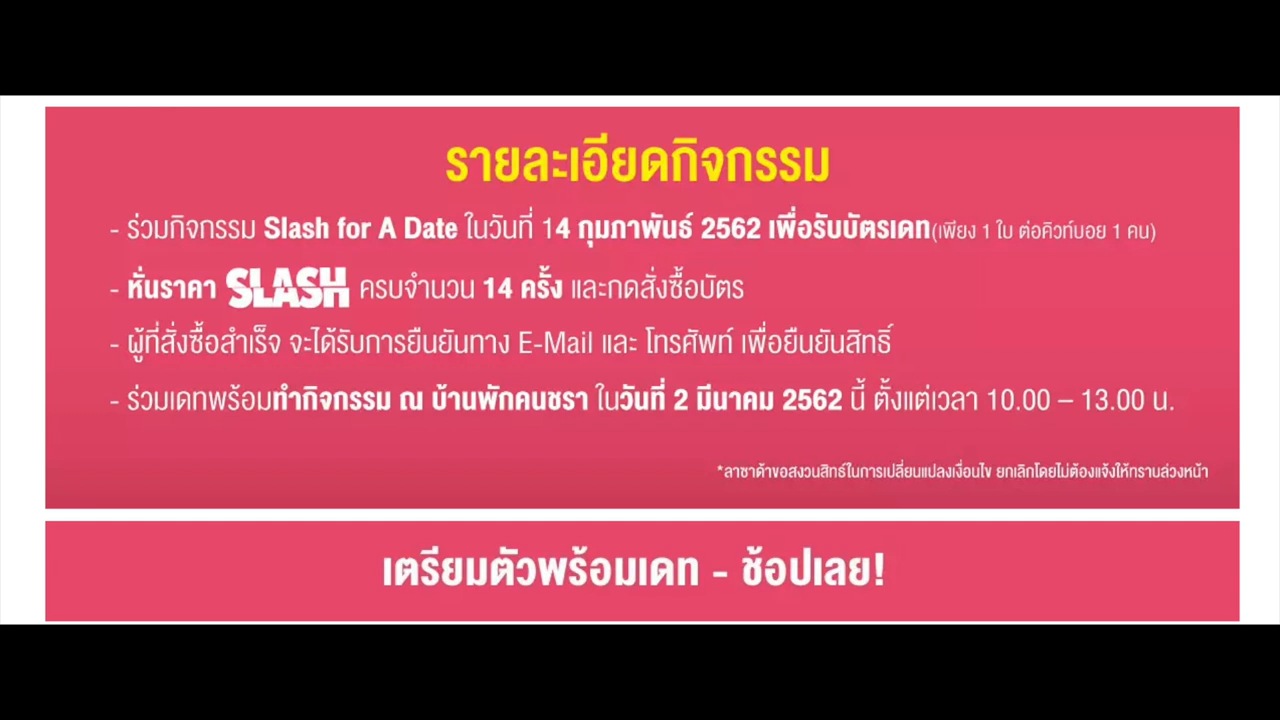 รายละเอียดกิจกรรม
- ร่วมกิจกรรม Slash for A Date ในวันที่ 14 กุมภาพันธ์ 2562 เพื่อรับบัตรเดท(เพียง 1 ใบ ต่อคิวท์บอย 1 คน)
- หั่นราคา SLASH ครบจำนวน 14 ครั้ง และกดสั่งซื้อบัตร
- ผู้ที่สั่งซื้อสำเร็จ จะได้รับการยืนยันทาง E-Mail และ โทรศัพท์ เพื่อยืนยันสิทธิ์
- ร่วมเดทพร้อมทำกิจกรรม ณ บ้านพักคนชรา ในวันที่ 2 มีนาคม 2562 นี้ ตั้งแต่เวลา 10.00 – 13.00 น.
*ลาซาด้าขอสงวนสิทธ์ในการเปลี่ยนแปลงเงื่อนไข ยกเลิกโดยไม่ต้องแจ้งให้ทราบล่วงหน้า
เตรียมตัวพร้อมเดท - ช้อปเลย!